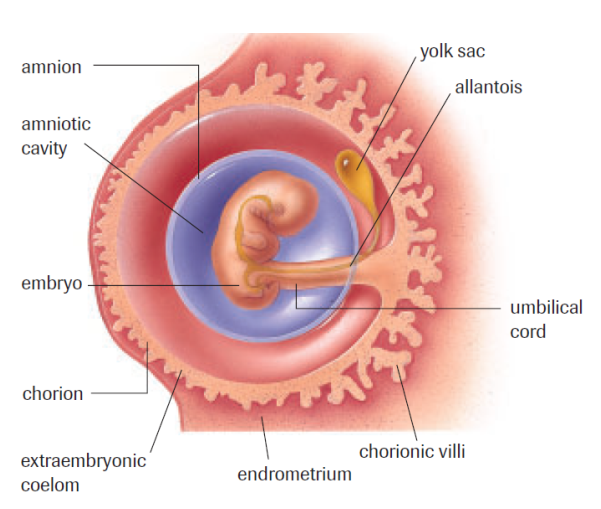 yolk sac
amnion
allantois
amniotic
cavity
embryo
umbilical
cord
chorion
chorionic villi
extraembryonic
coelom
endrometrium